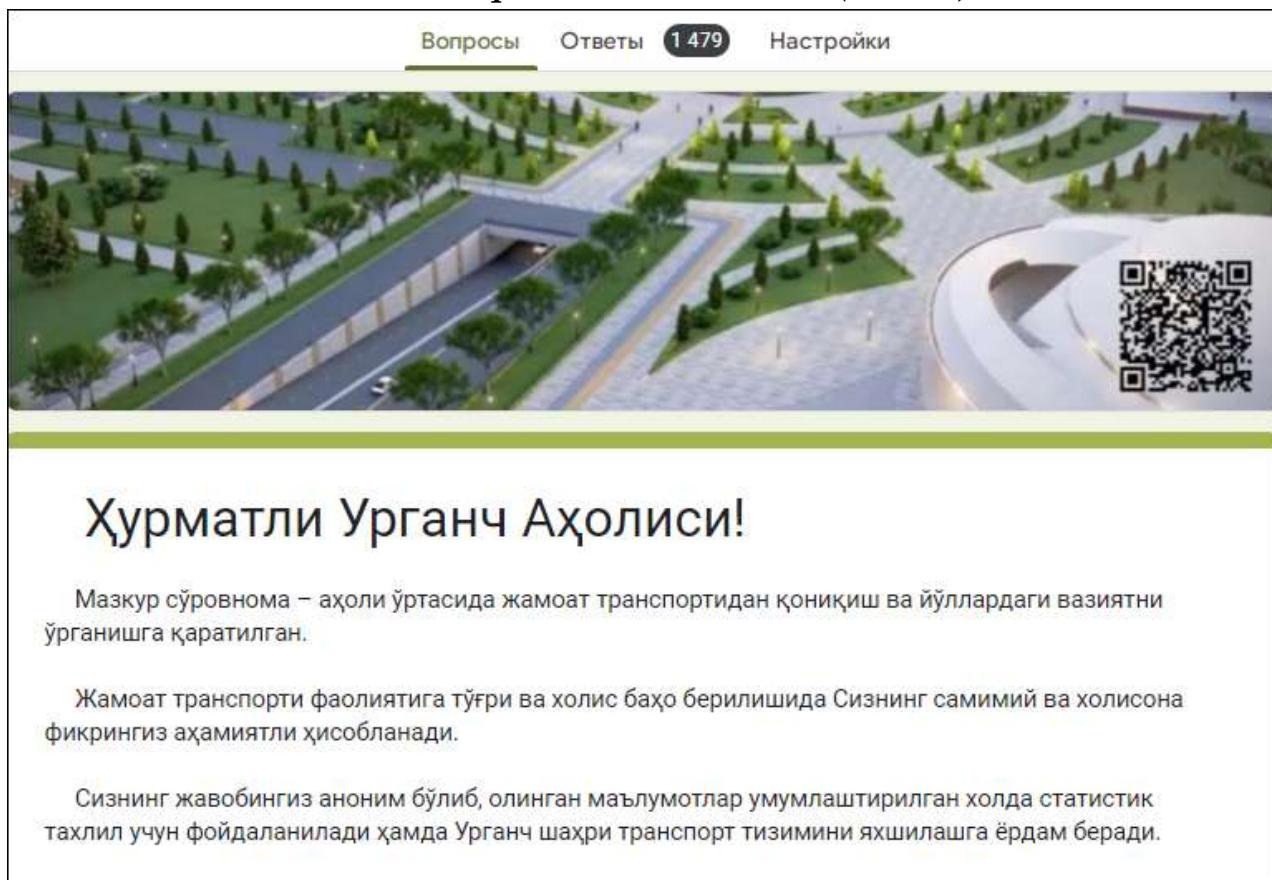 Вопросы Ответы 1 479 Настройки
Ҳурматли Урганч Аҳолиси!
Мазкур сўровнома – аҳоли ўртасида жамоат транспортидан қониқиш ва йўллардаги вазиятни
ўрганишга қаратилган.
Жамоат транспорти фаолиятига тўғри ва холис баҳо берилишида Сизнинг самимий ва холисона
фикрингиз аҳамиятли ҳисобланади.
Сизнинг жавобингиз аноним бўлиб, олинган маълумотлар умумлаштирилган холда статистик
тахлил учун фойдаланилади ҳамда Урганч шаҳри транспорт тизимини яхшилашга ёрдам беради.